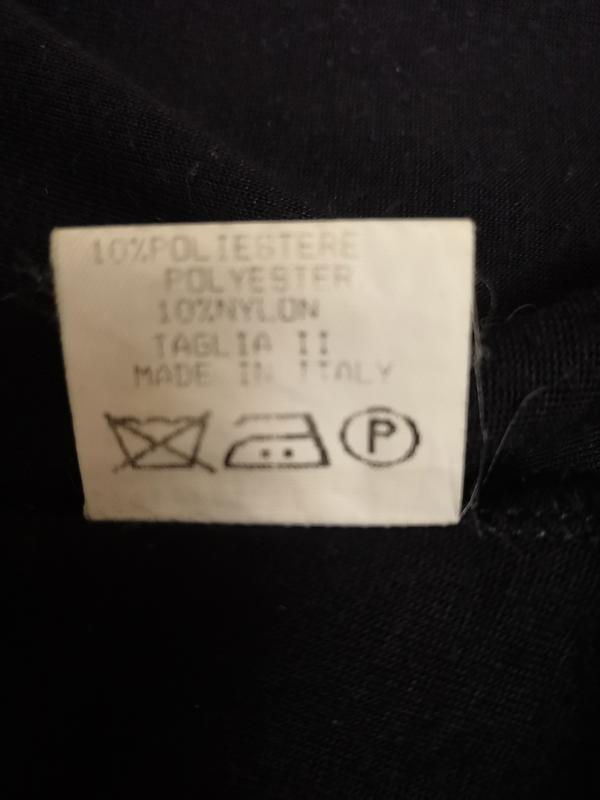 10%POLIESTERE
POLYESTER
10%NYLON
TAGLIA II
MADE IN ITALY
P